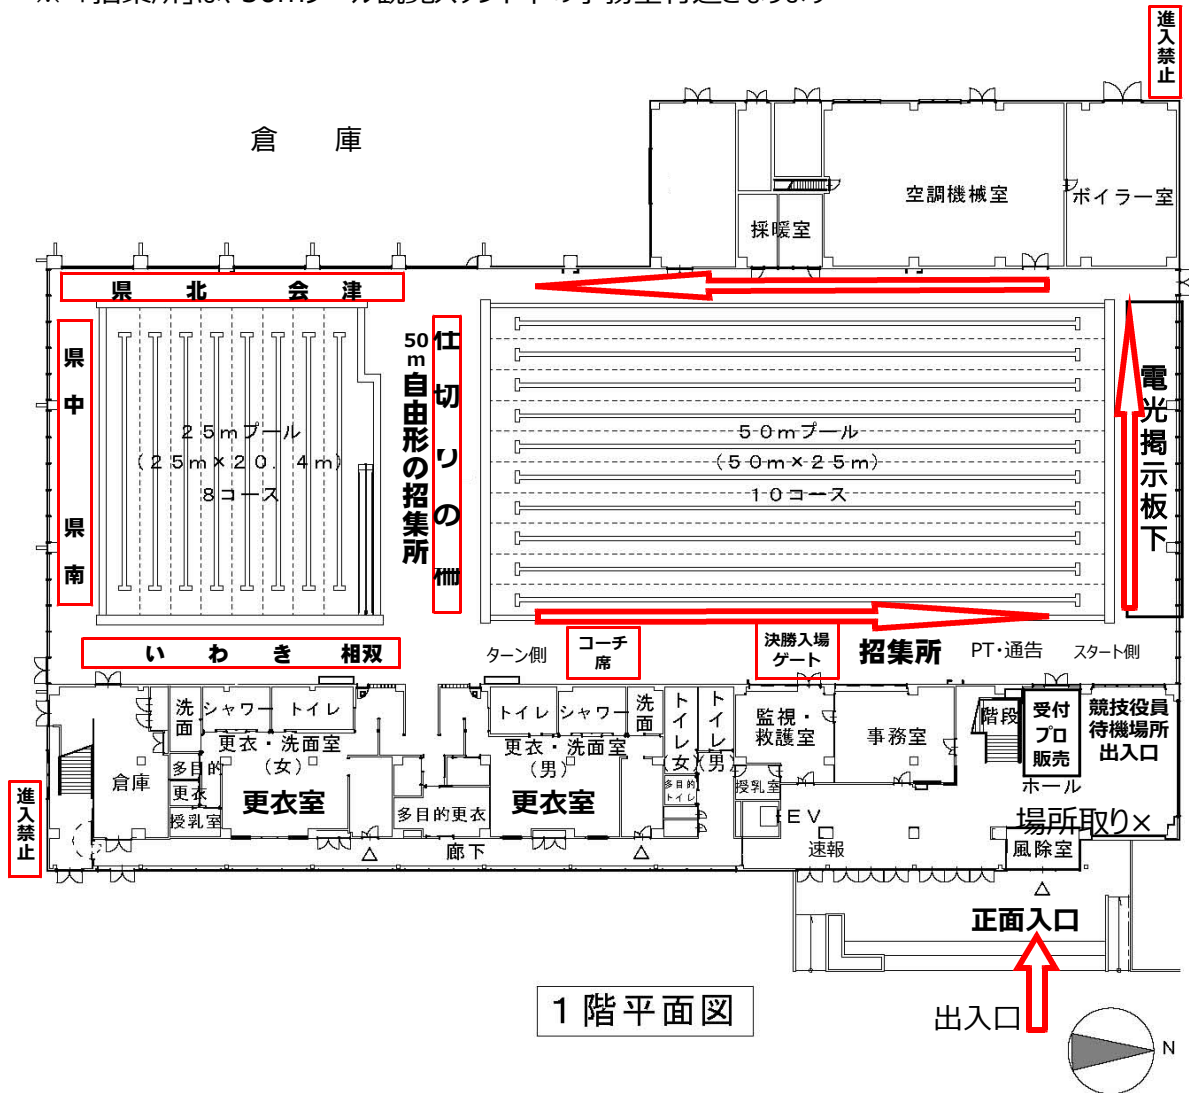 進入禁止
倉 庫
空調機械室
ボイラー室
採暖室
県 北 会 津
県中 県南
50m自由形の招集所
仕切りの
電光掲示板下
25mプール
(25m×20.4m)
8コース
50mプール
(50m×25m)
10コース
い わ き 相双
ターン側
コーチ席
決勝入場ゲート
招集所
PT・通告
スタート側
洗面
シャワー
トイレ
更衣・洗面室
(女)
多目的
更衣
授乳室
倉庫
更衣室
多目的更衣
トイレ
シャワー
洗面
更衣・洗面室
(男)
更衣室
トイレ(女)
トイレ(男)
多目的
トイレ
監視・
救護室
授乳室
事務室
階段
受付
プロ
販売
競技役員
待機場所
出入口
ホール
場所取り×
EV
速報
風除室
廊下
進入禁止
正面入口
1階平面図
出入口
N